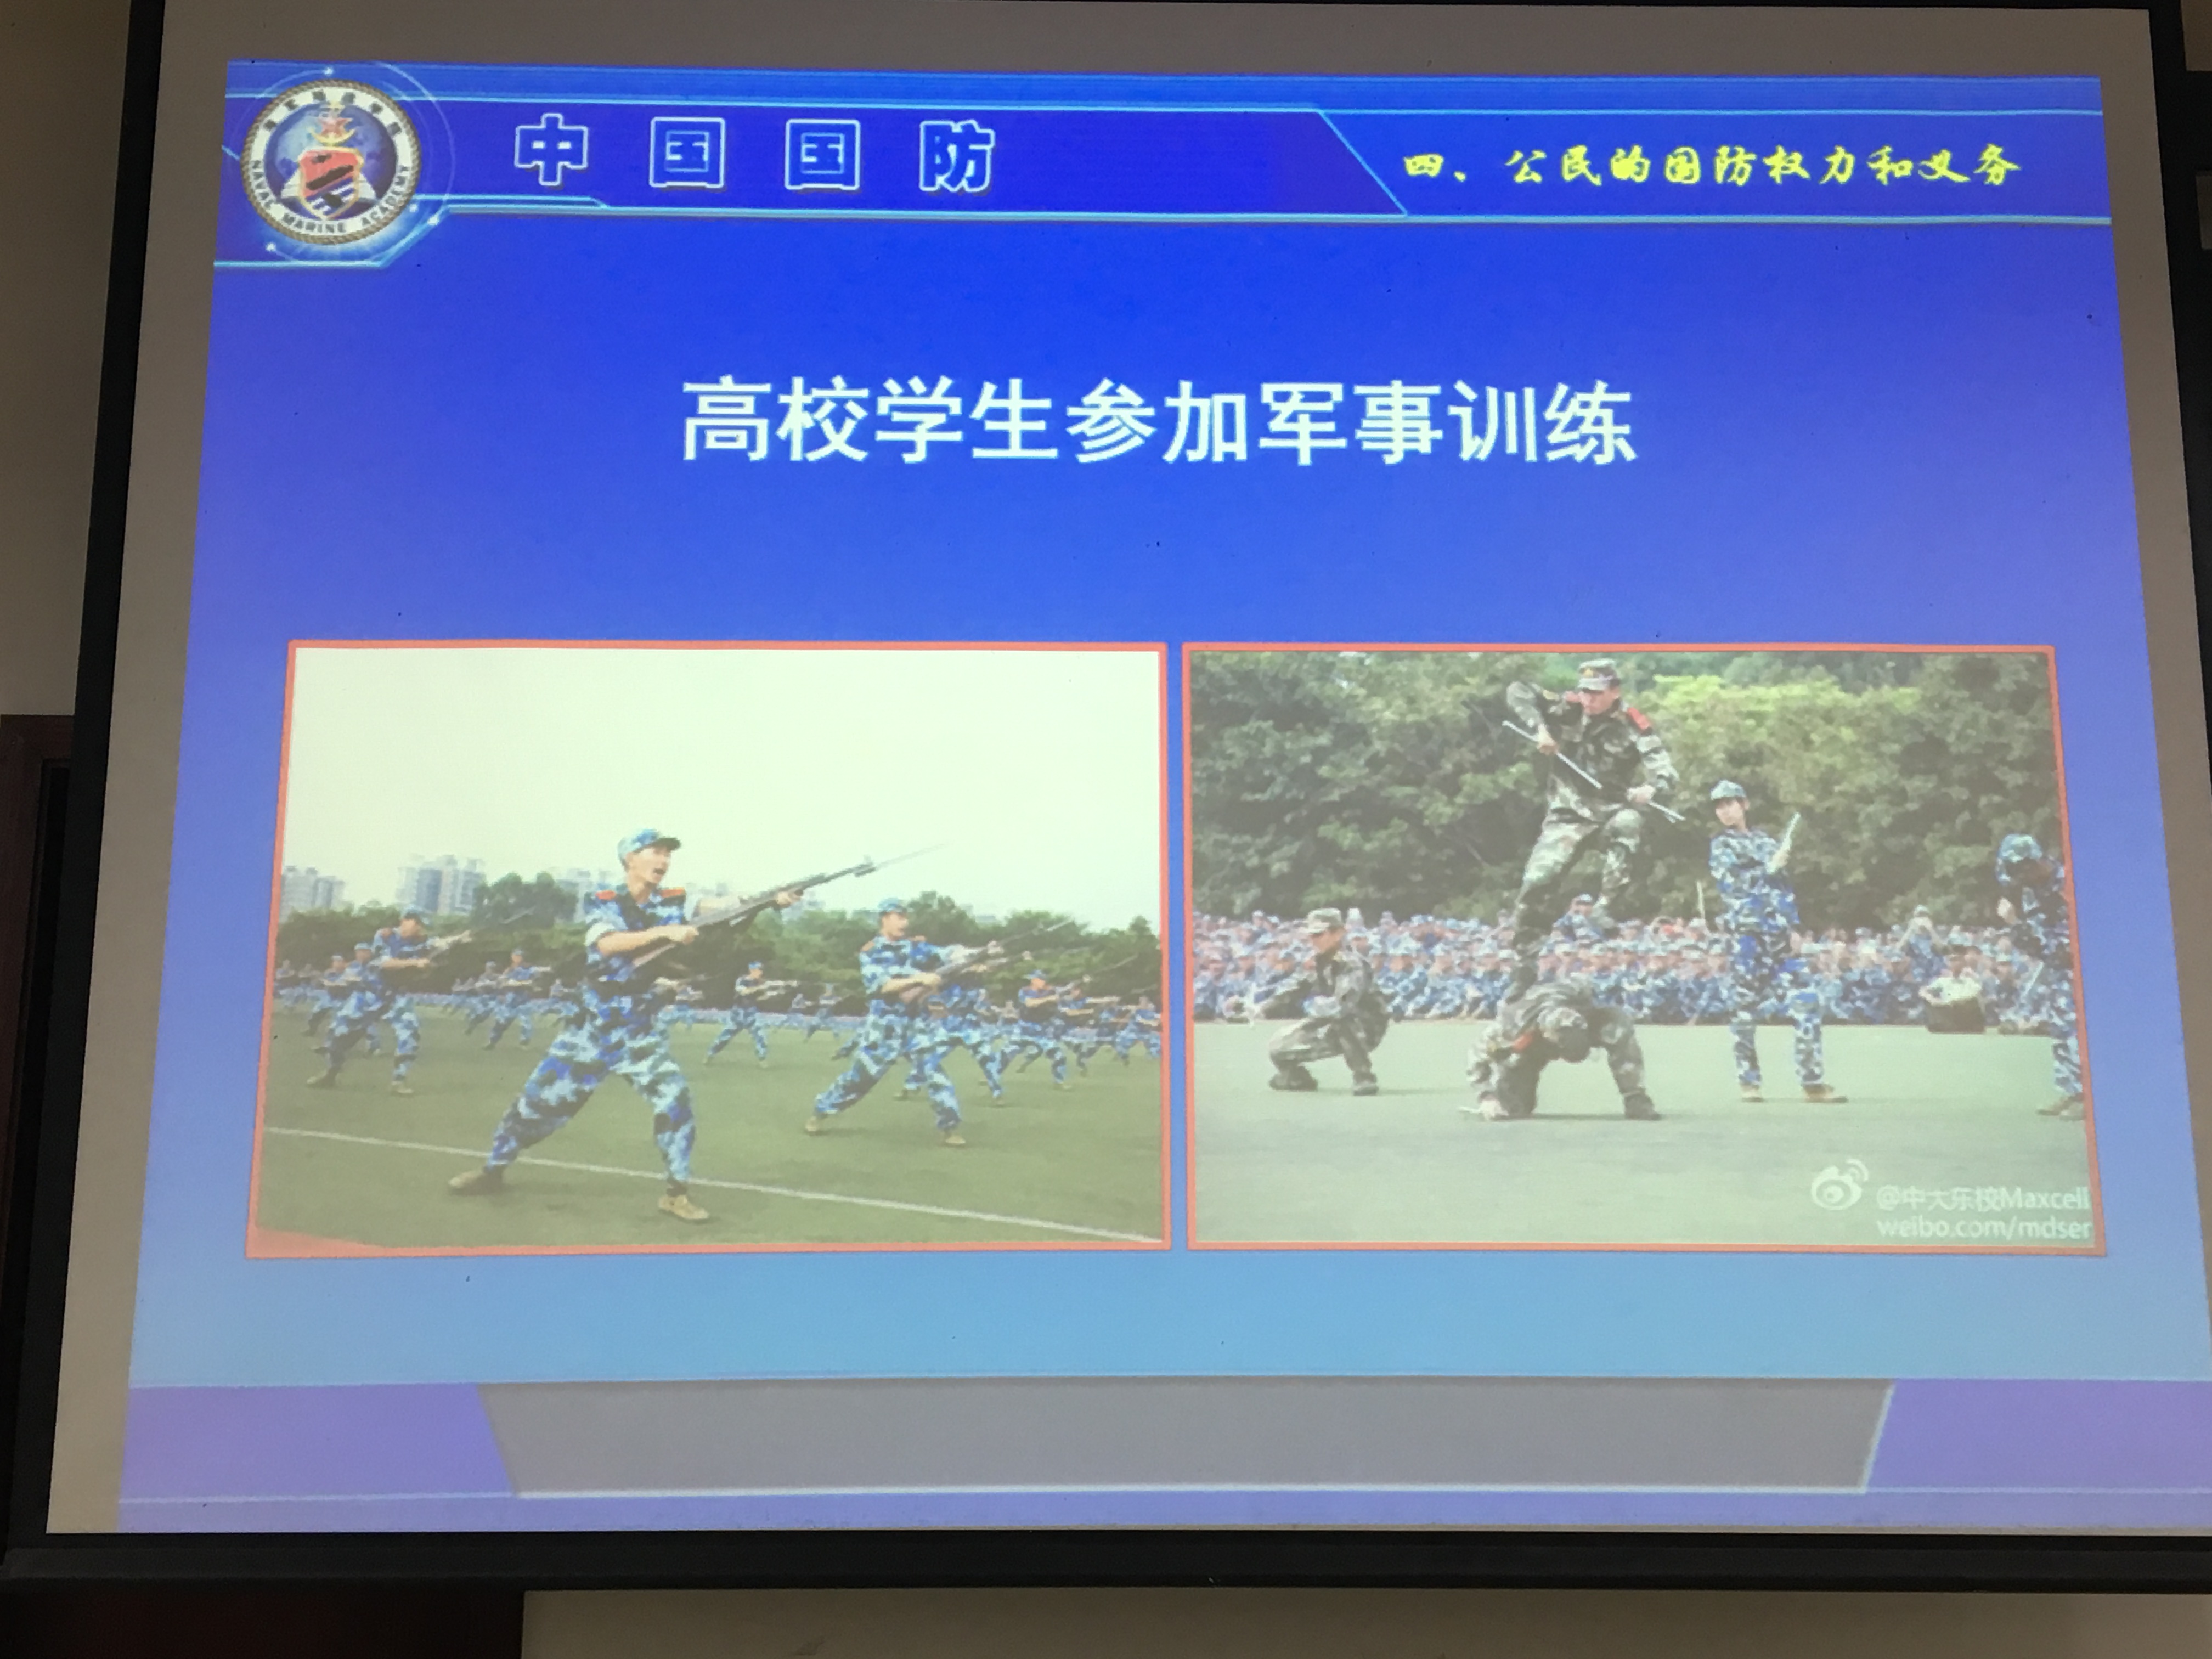 中国国防
四、公民的国防权力和义务
NAVAL MARINE ACADEMY
高校学生参加军事训练
@中大乐校Maxcell
weibo.com/mdser